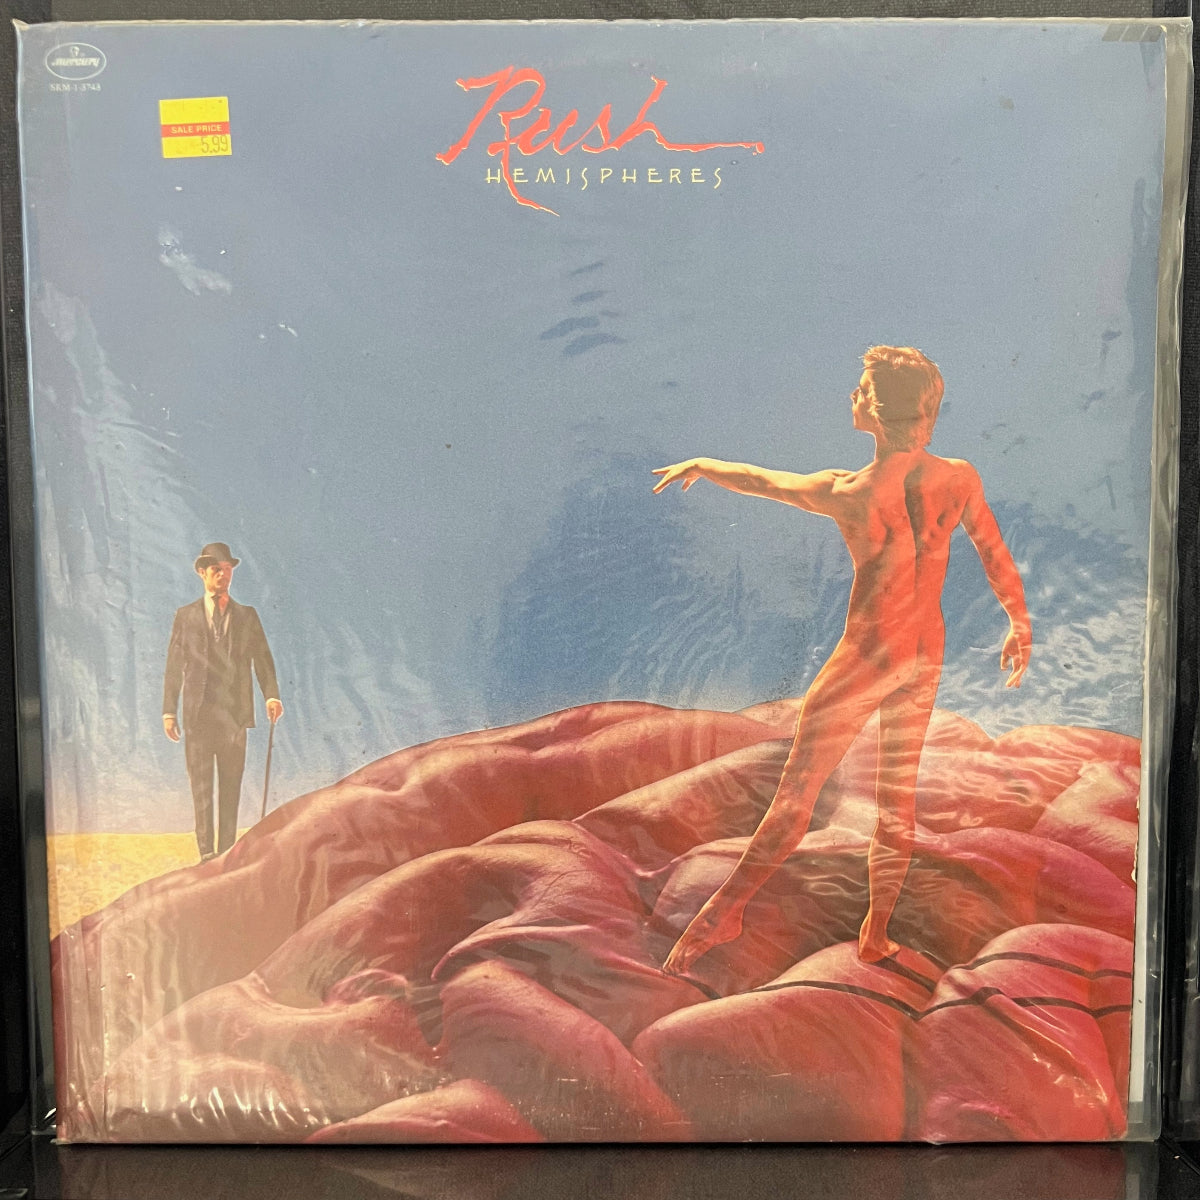 mercury
SRM-1-3743
SALE PRICE
5.99
Rush
HEMISPHERES